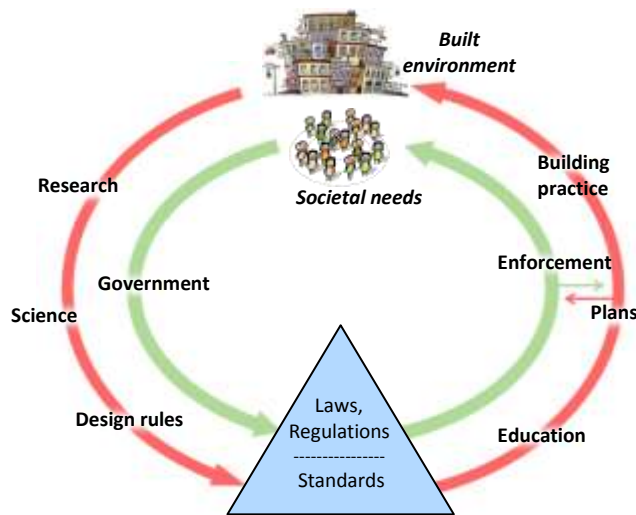 Built
environment
Societal needs
Research
Building
practice
Government
Enforcement
Science
Plans
Design rules
Laws,
Regulations
----------------
Standards
Education